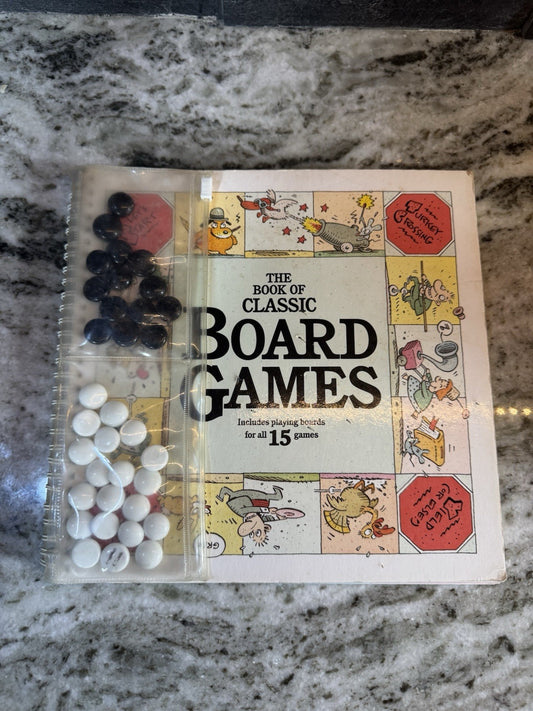 TURKEY
CROSSING
THE
BOOK OF
CLASSIC
BOARD
GAMES
Includes playing boards
for all 15 games
YIELD
(OR ELSE!)